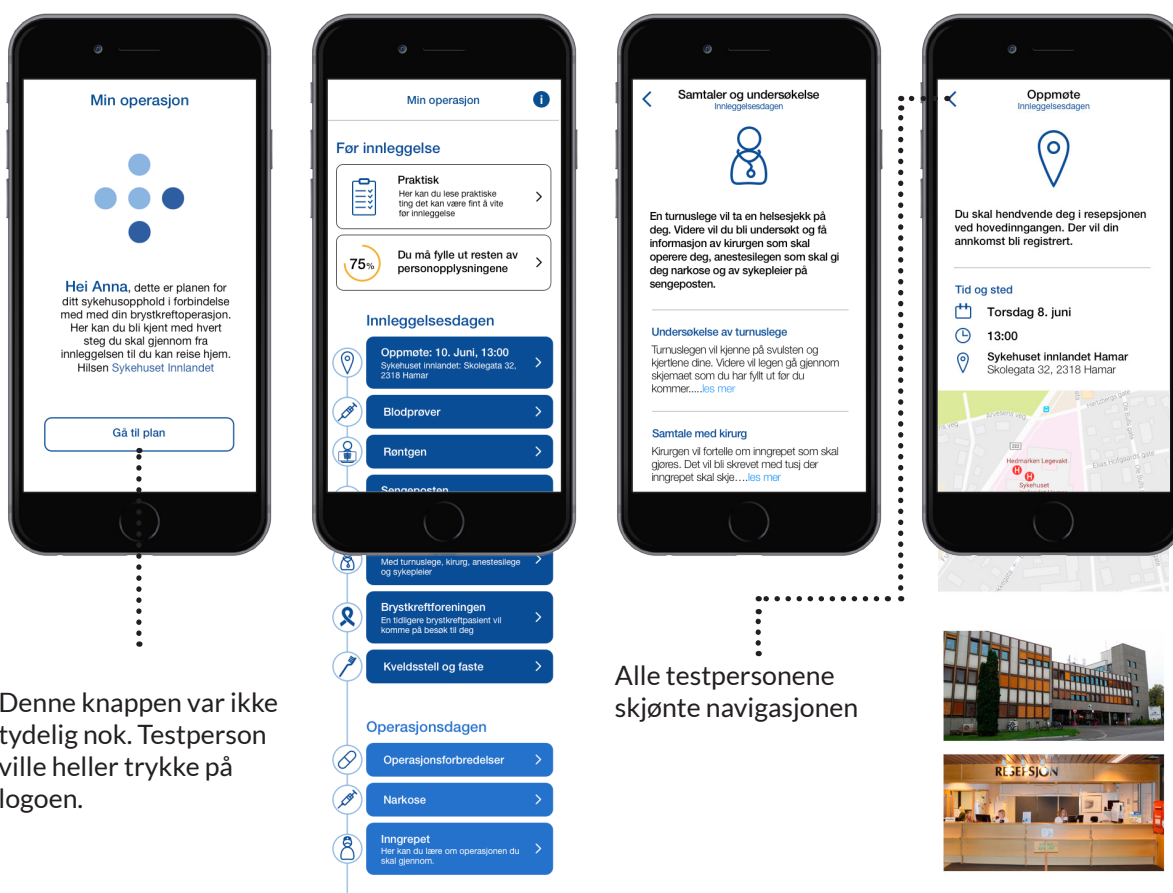 Min operasjon
Hei Anna, dette er planen for
ditt sykehusopphold i forbindelse
med med din brystkreftoperasjon.
Her kan du bli kjent med hvert
steg du skal gjennom fra
innleggelsen til du kan reise hjem.
Hilsen Sykehuset Innlandet
Gå til plan
Denne knappen var ikke
tydelig nok. Testperson
ville heller trykke på
logoen.
Min operasjon
i
Før innleggelse
Praktisk
Her kan du lese praktiske
ting det kan være fint å vite
før innleggelse
75%
Du må fylle ut resten av
personopplysningene
Innleggelsesdagen
Oppmøte: 10. Juni, 13:00
Sykehuset innlandet: Skolegata 32,
2318 Hamar
Blodprøver
Røntgen
Sengeposten
Med turnuslege, kirurg, anestesilege
og sykepleier
Brystkreftforeningen
En tidligere brystkreftpasient vil
komme på besøk til deg
Kveldsstell og faste
Operasjonsdagen
Operasjonsforbredelser
Narkose
Inngrepet
Her kan du lære om operasjonen du
skal gjennom.
Samtaler og undersøkelse
Innleggelsesdagen
En turnuslege vil ta en helsesjekk på
deg. Videre vil du bli undersøkt og få
informasjon av kirurgen som skal
operere deg, anestesilegen som skal gi
deg narkose og av sykepleier på
sengeposten.
Undersøkelse av turnuslege
Turnuslegen vil kjenne på svulsten og
kjertlene dine. Videre vil legen gå gjennom
skjemaet som du har fylt ut før du
kommer.....les mer
Samtale med kirurg
Kirurgen vil fortelle om inngrepet som skal
gjøres. Det vil bli skrevet med tusj der
inngrepet skal skje....les mer
Alle testpersonene
skjønte navigasjonen
Oppmøte
Innleggelsesdagen
Du skal hendvende deg i resepsjonen
ved hovedinngangen. Der vil din
annkomst bli registrert.
Tid og sted
Torsdag 8. juni
13:00
Sykehuset innlandet Hamar
Skolegata 32, 2318 Hamar
Arvesens veg
Hertzbergs gate
Ole Bulls gate
Elias Hofgaards gate
Hedmarken Legevakt
H
H
Sykehuset
RESEPSJON